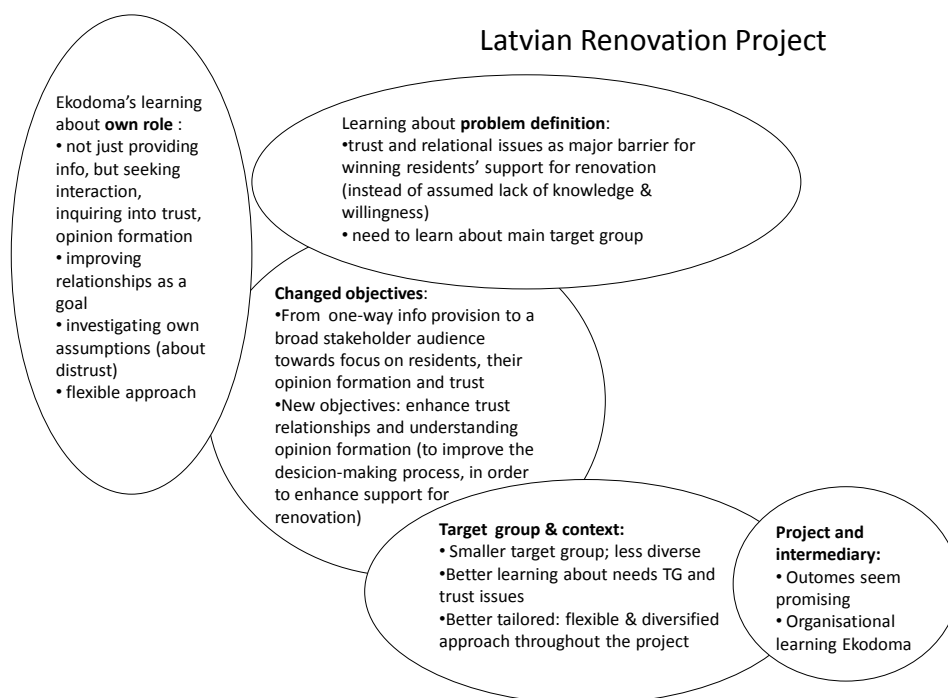 Latvian Renovation Project
Ekodoma's learning
about own role :
• not just providing
info, but seeking
interaction,
inquiring into trust,
opinion formation
• improving
relationships as a
goal
• investigating own
assumptions (about
distrust)
• flexible approach
Learning about problem definition:
•trust and relational issues as major barrier for
winning residents' support for renovation
(instead of assumed lack of knowledge &
willingness)
• need to learn about main target group
Changed objectives:
•From one-way info provision to a
broad stakeholder audience
towards focus on residents, their
opinion formation and trust
•New objectives: enhance trust
relationships and understanding
opinion formation (to improve the
desicion-making process, in order
to enhance support for
renovation)
Target group & context:
• Smaller target group; less diverse
•Better learning about needs TG and
trust issues
•Better tailored: flexible & diversified
approach throughout the project
Project and
intermediary:
• Outomes seem
promising
• Organisational
learning Ekodoma